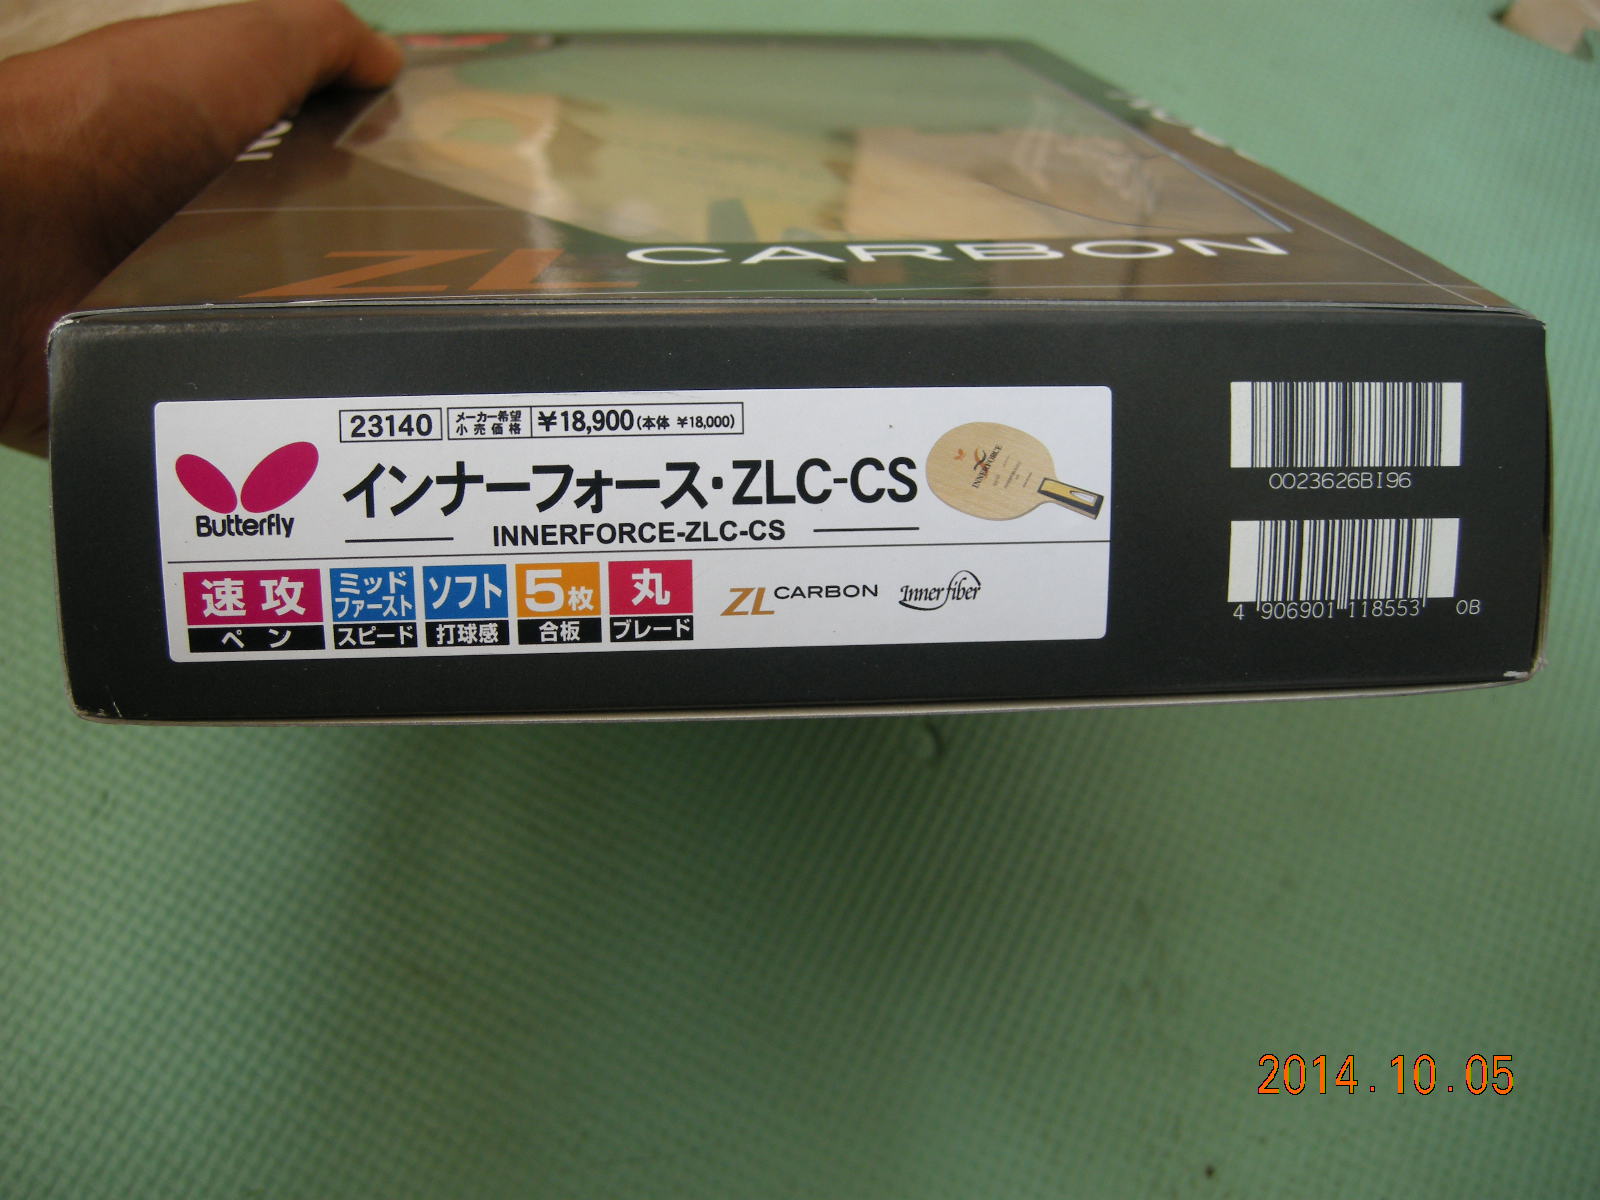 ZL CARBON
23140
メーカー希望
小売価格
¥18,900(本体 ¥18,000)
インナーフォース・ZLC-CS
INNERFORCE-ZLC-CS
Butterfly
INNERFORCE
速攻
ペン
ミッド
ファースト
スピード
ソフト
打球感
5枚
合板
丸
ブレード
ZL CARBON
Innerfiber
0023626BI96
4 906901 118553 0B
2014.10.05